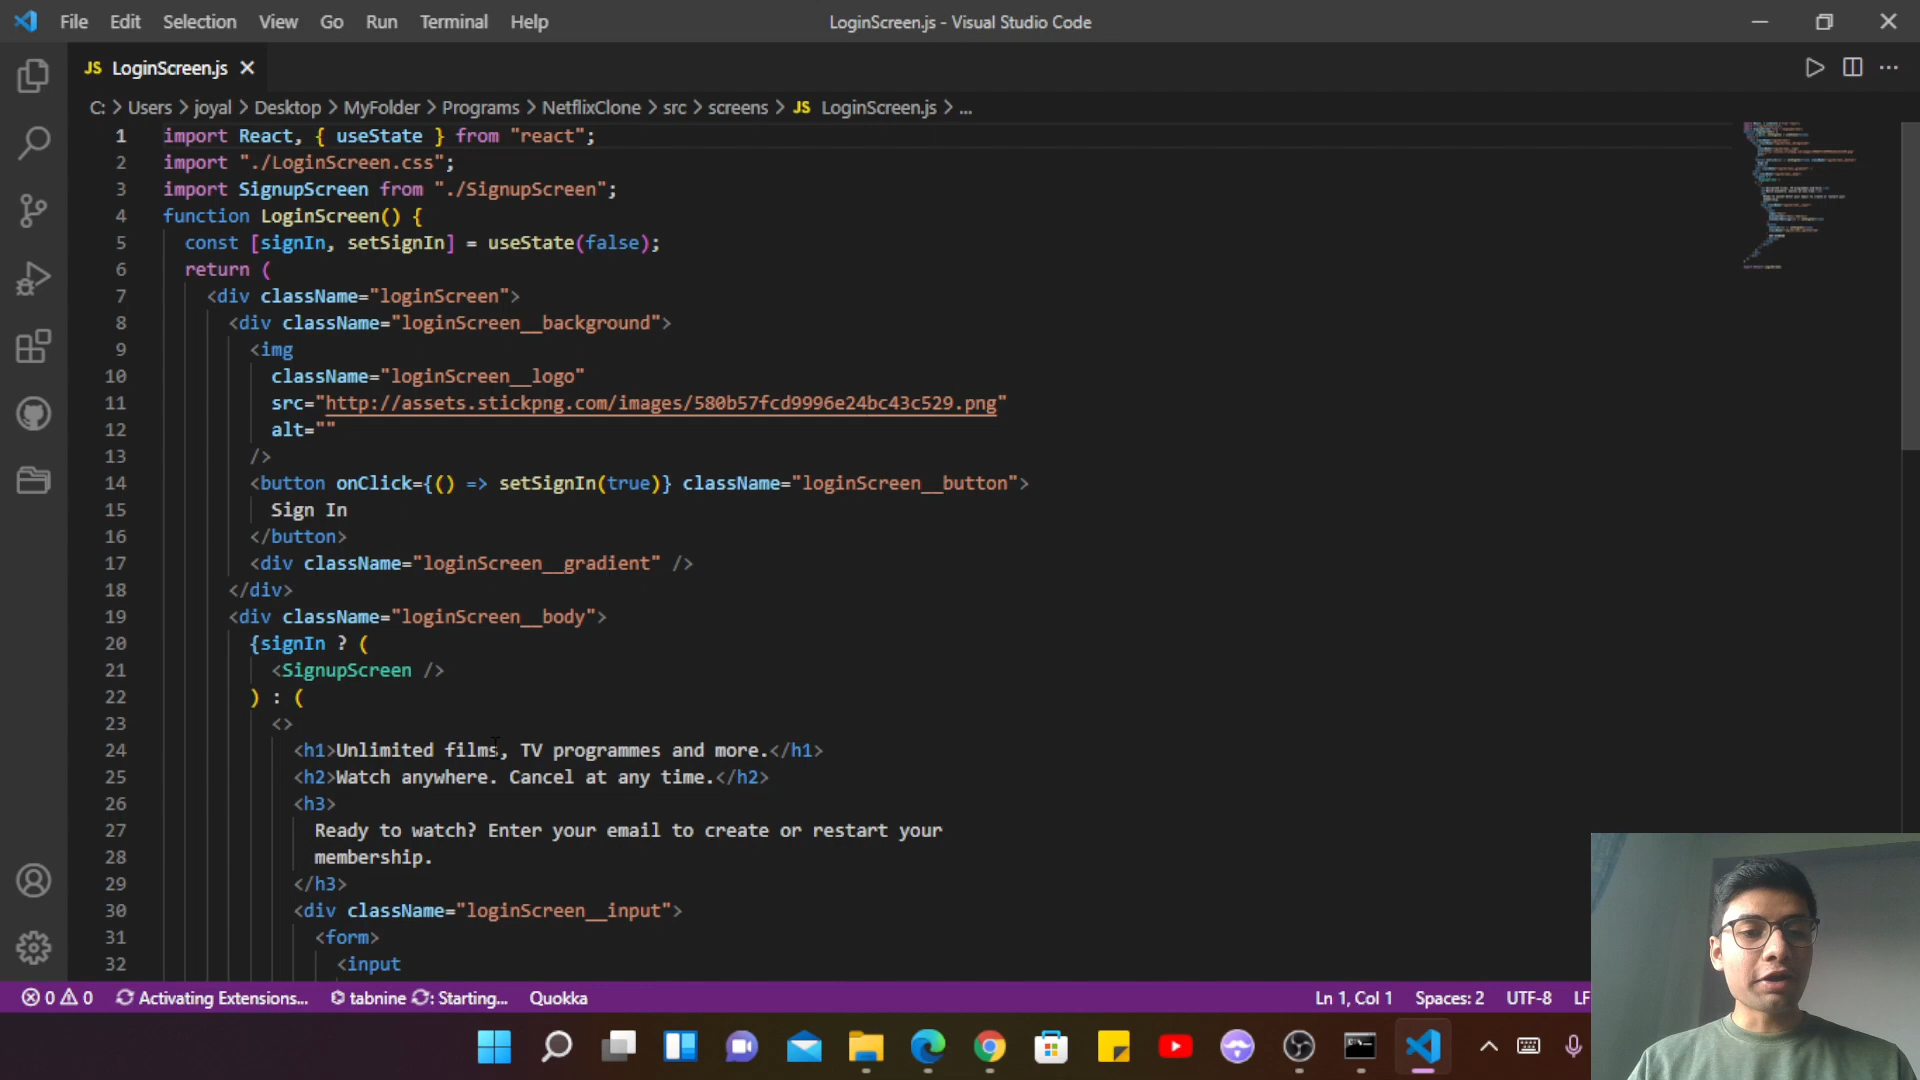 File Edit Selection View Go Run Terminal Help LoginScreen.js - Visual Studio Code
JS LoginScreen.js
C: > Users > joyal > Desktop > MyFolder > Programs > NetflixClone > src > screens > JS LoginScreen.js > ...
1 import React, { useState } from "react";
2 import "./LoginScreen.css";
3 import SignupScreen from "./SignupScreen";
4 function LoginScreen() {
5 const [signIn, setSignIn] = useState(false);
6 return (
7 <div className="loginScreen">
8 <div className="loginScreen__background">
9 <img
10 className="loginScreen__logo"
11 src="http://assets.stickpng.com/images/580b57fcd9996e24bc43c529.png"
12 alt=""
13 />
14 <button onClick={() => setSignIn(true)} className="loginScreen__button">
15 Sign In
16 </button>
17 <div className="loginScreen__gradient" />
18 </div>
19 <div className="loginScreen__body">
20 {signIn ? (
21 <SignupScreen />
22 ) : (
23 <>
24 <h1>Unlimited films, TV programmes and more.</h1>
25 <h2>Watch anywhere. Cancel at any time.</h2>
26 <h3>
27 Ready to watch? Enter your email to create or restart your
28 membership.
29 </h3>
30 <div className="loginScreen__input">
31 <form>
32 <input
0 0 Activating Extensions... tabnine : Starting... Quokka Ln 1, Col 1 Spaces: 2 UTF-8 LF